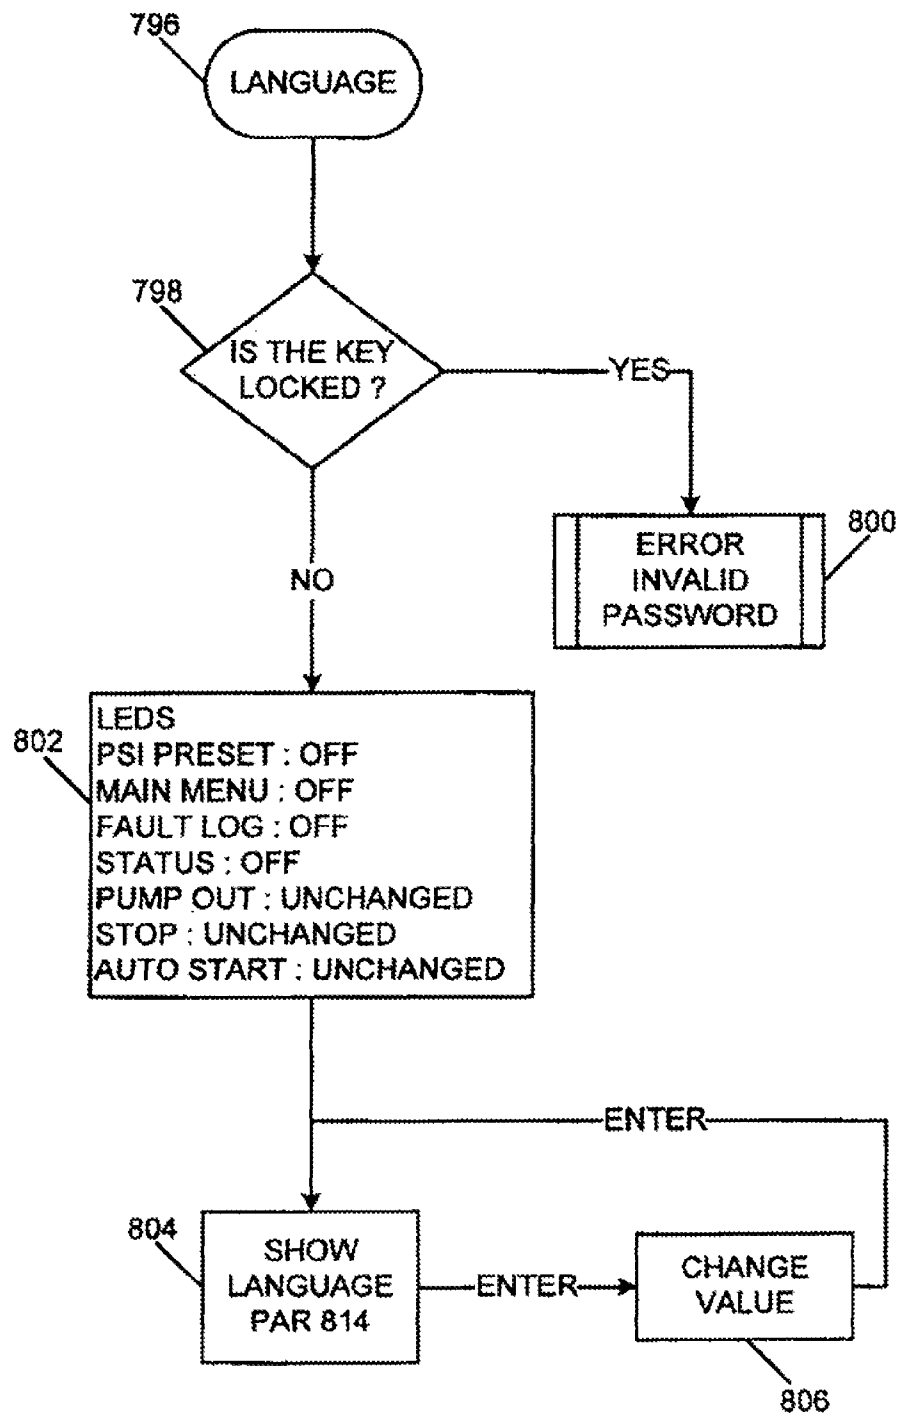 796
LANGUAGE
798
IS THE KEY
LOCKED ?
YES
800
ERROR
INVALID
PASSWORD
NO
802
LEDS
PSI PRESET : OFF
MAIN MENU : OFF
FAULT LOG : OFF
STATUS : OFF
PUMP OUT : UNCHANGED
STOP : UNCHANGED
AUTO START : UNCHANGED
ENTER
804
SHOW
LANGUAGE
PAR 814
ENTER
CHANGE
VALUE
806